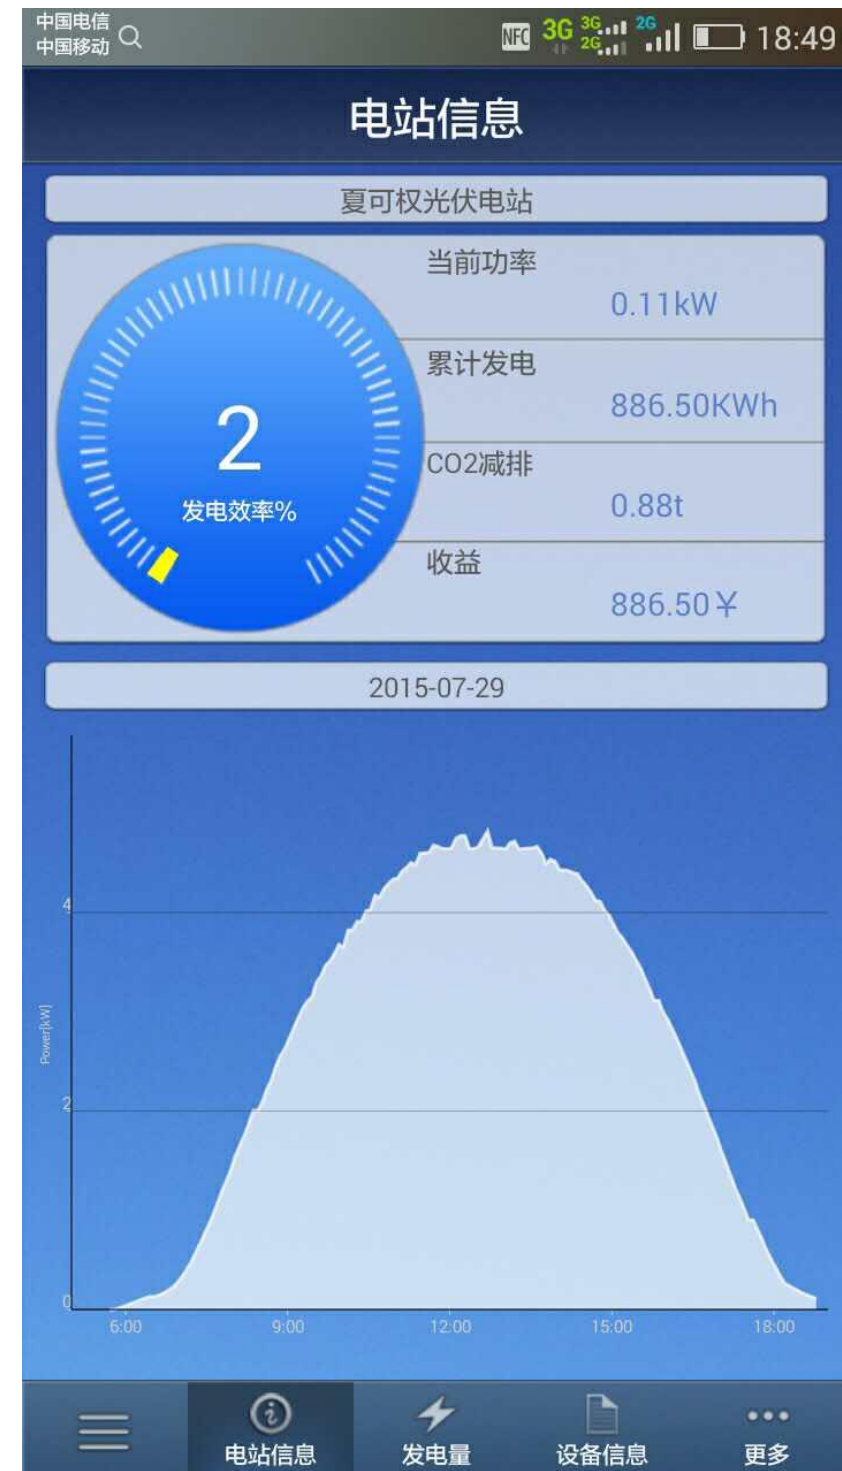 中国电信
中国移动
NFC 3G 3G 2G 2G 18:49
电站信息
夏可权光伏电站
当前功率
0.11kW
累计发电
886.50KWh
CO2减排
0.88t
收益
886.50¥
2
发电效率%
2015-07-29
4
2
0
Power[kW]
6:00 9:00 12:00 15:00 18:00
电站信息 发电量 设备信息 更多